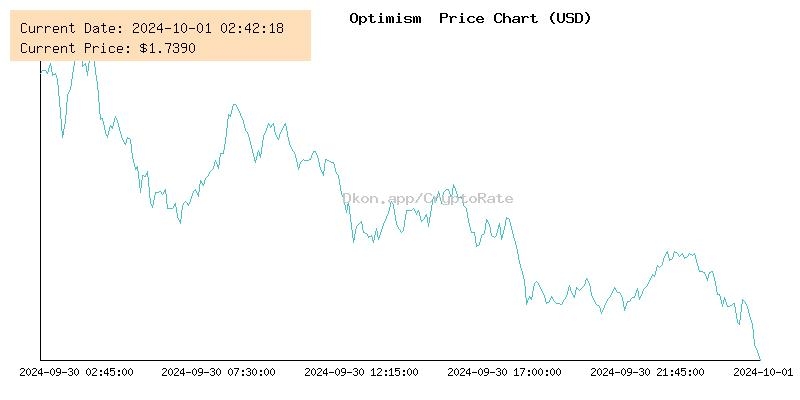 Optimism  Price Chart (USD)
Current Date: 2024-10-01 02:42:18
Current Price: $1.7390
Dkon.app/CryptoRate
2024-09-30 02:45:00 2024-09-30 07:30:00 2024-09-30 12:15:00 2024-09-30 17:00:00 2024-09-30 21:45:00 2024-10-01